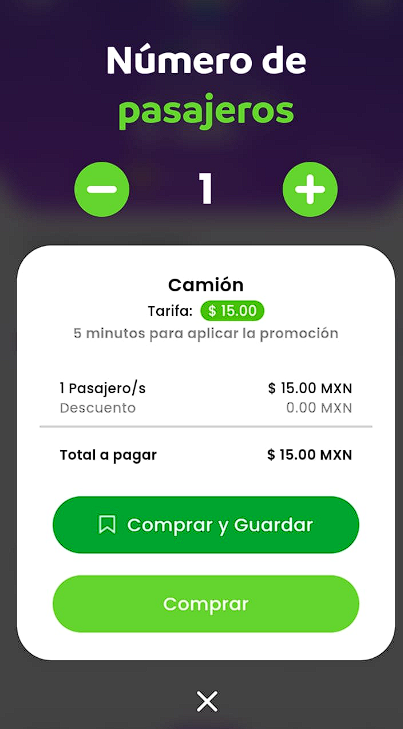 Número de
pasajeros
1
Camión
Tarifa: $ 15.00
5 minutos para aplicar la promoción
1 Pasajero/s $ 15.00 MXN
Descuento 0.00 MXN
Total a pagar $ 15.00 MXN
Comprar y Guardar
Comprar